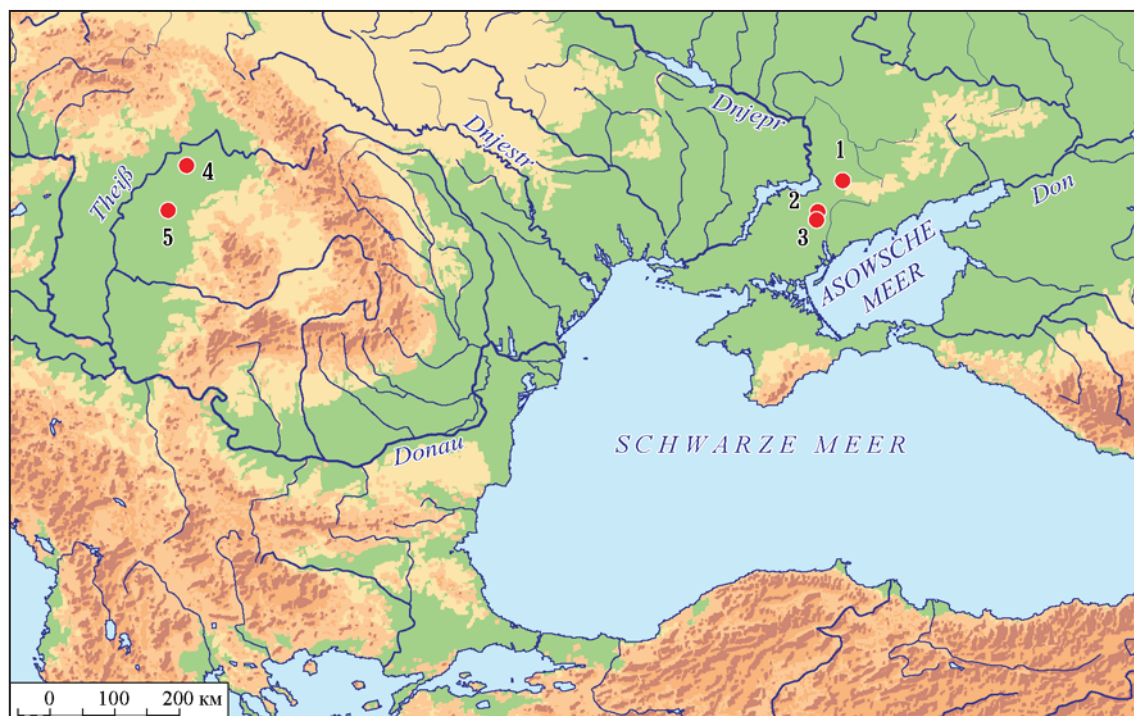 Dnjepr
Dnjestr
1
4
Theiß
Don
2
5
3
ASOWSCHE
MEER
SCHWARZE MEER
Donau
0 100 200 км